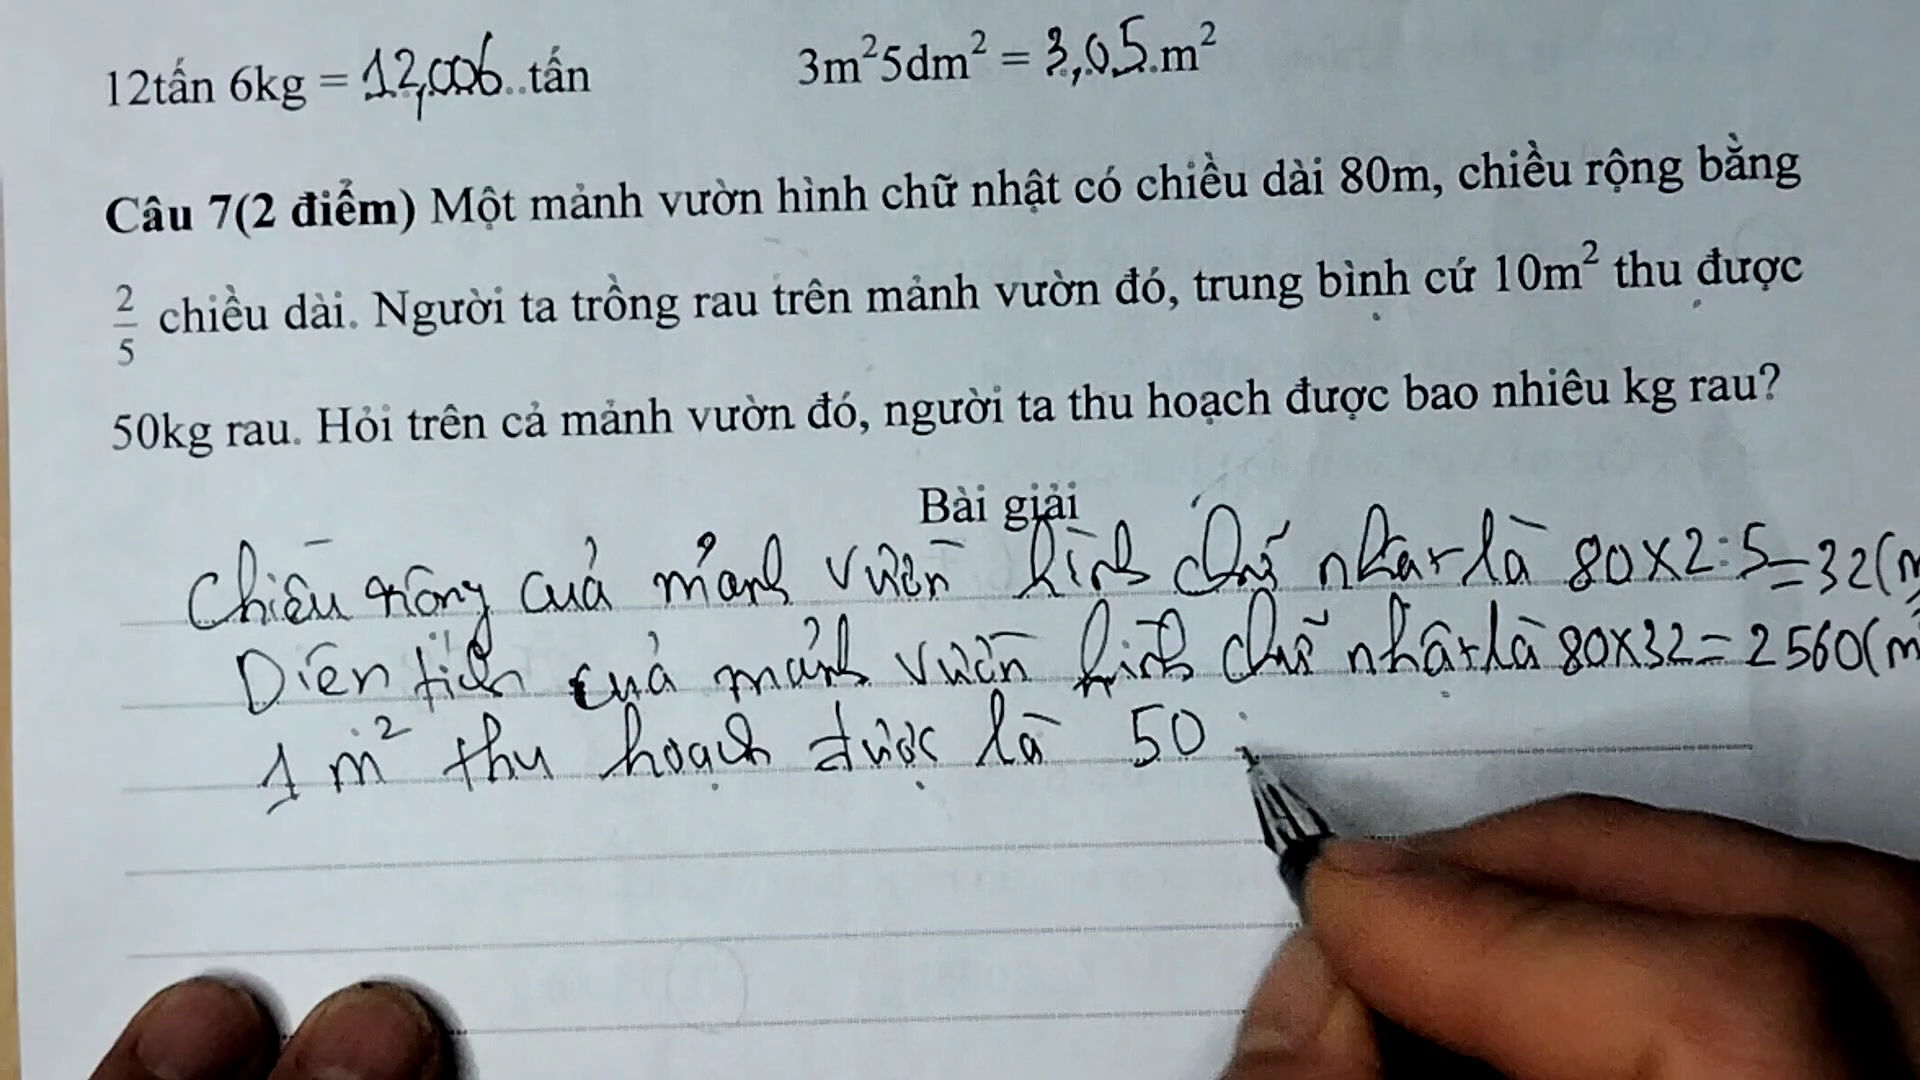 12tấn 6kg = 12,006..tấn 3m²5dm² = 3,05.m²
Câu 7(2 điểm) Một mảnh vườn hình chữ nhật có chiều dài 80m, chiều rộng bằng
2/5 chiều dài. Người ta trồng rau trên mảnh vườn đó, trung bình cứ 10m² thu được
50kg rau. Hỏi trên cả mảnh vườn đó, người ta thu hoạch được bao nhiêu kg rau?
Bài giải
Chiều rộng của mảnh vườn hình chữ nhật là 80x2:5=32(m
Diện tích của mảnh vườn hình chữ nhật là 80x32=2560(m²
1 m² thu hoạch được là 50 :